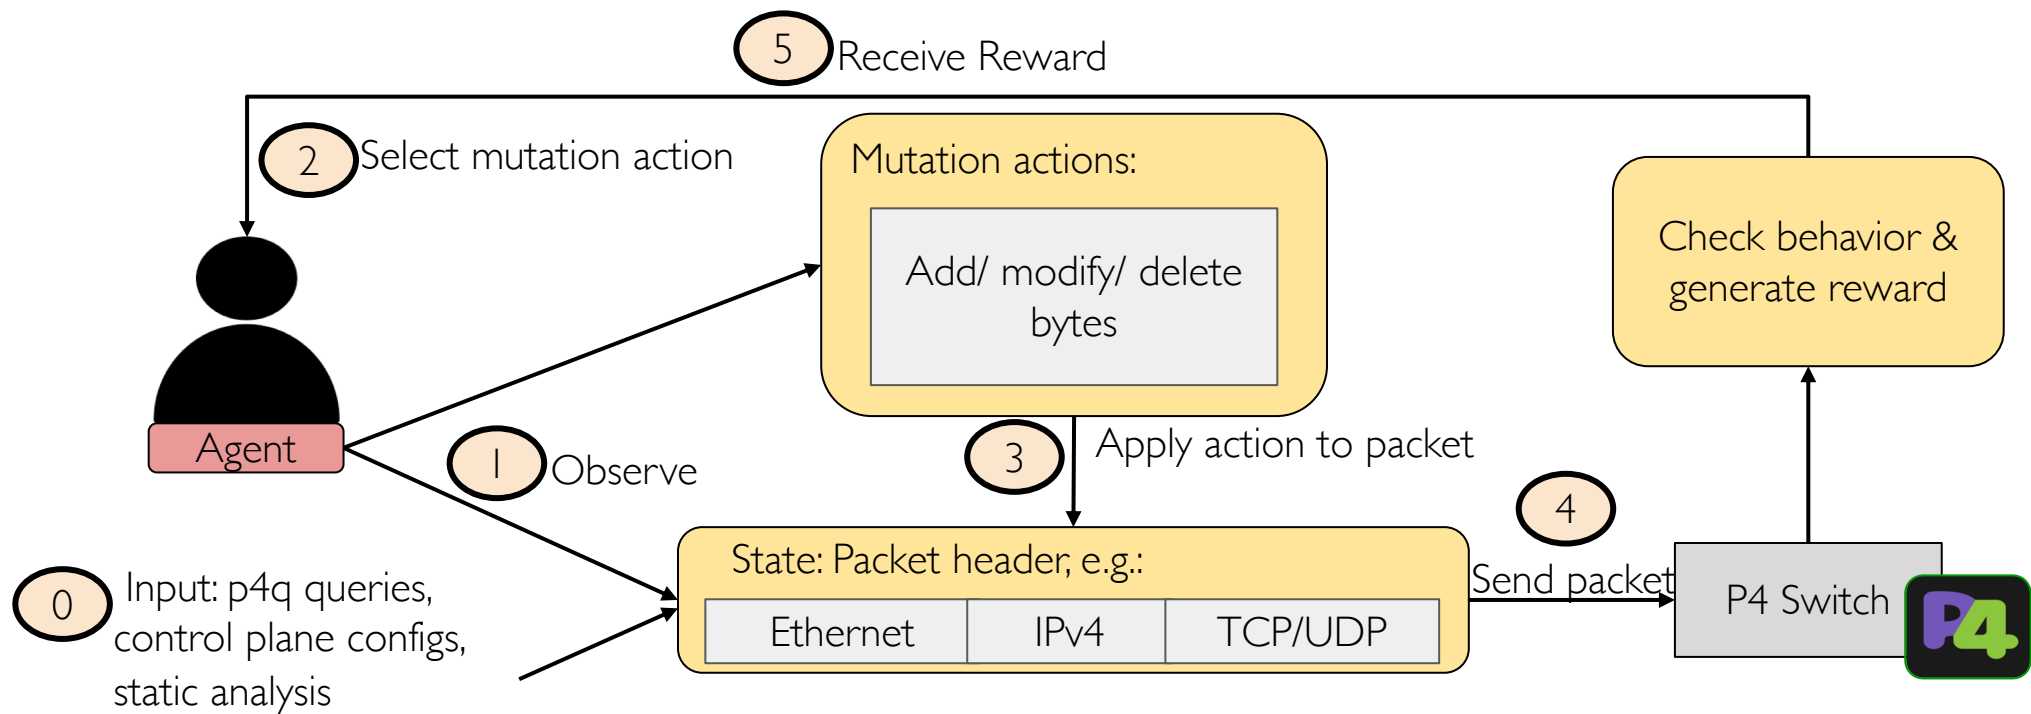 5 Receive Reward
2 Select mutation action
Mutation actions:
Add/ modify/ delete
bytes
Check behavior &
generate reward
Agent
1 Observe
3 Apply action to packet
4
Send packet
0 Input: p4q queries,
control plane configs,
static analysis
State: Packet header, e.g.:
Ethernet IPv4 TCP/UDP
P4 Switch
P4